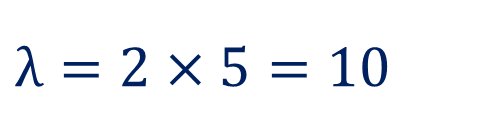 λ = 2 × 5 = 10